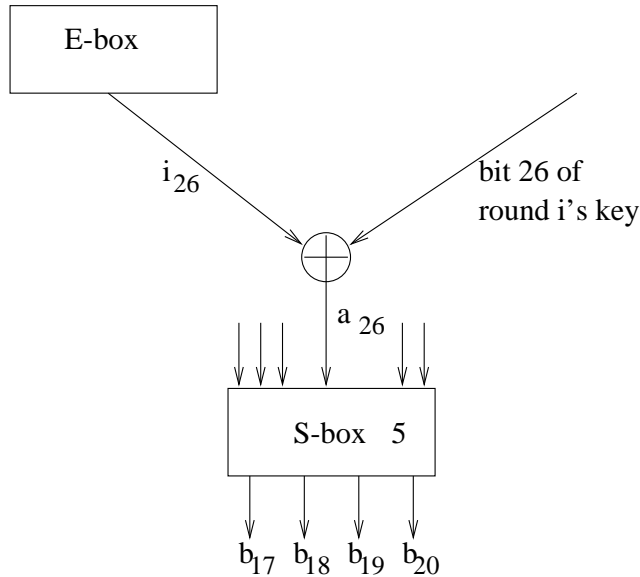 E-box
i26
bit 26 of
round i's key
a 26
S-box 5
b17 b18 b19 b20